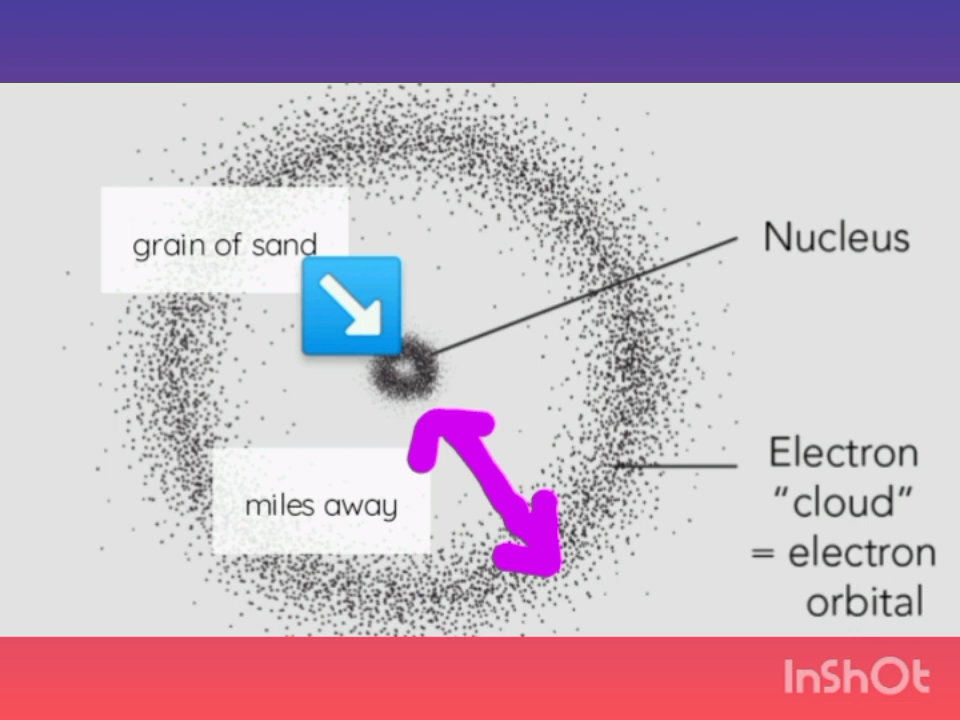 grain of sand
Nucleus
miles away
Electron
“cloud”
= electron
orbital
InShOt